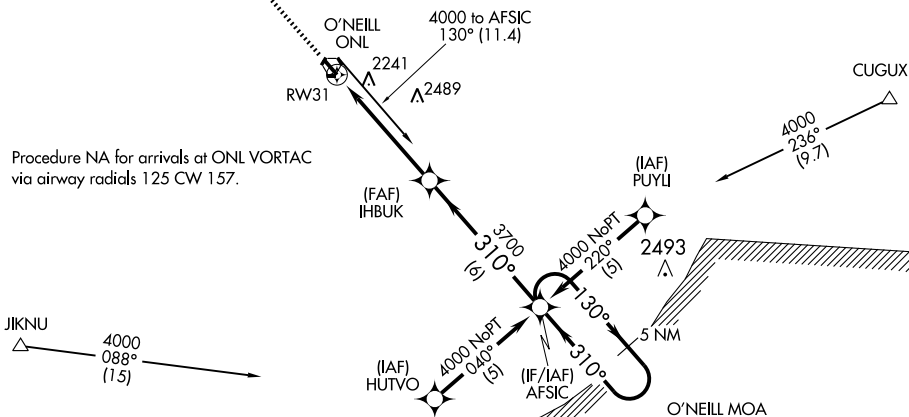 O'NEILL
ONL
4000 to AFSIC
130° (11.4)
2241
2489
RW31
CUGUX
4000
236°
(9.7)
Procedure NA for arrivals at ONL VORTAC
via airway radials 125 CW 157.
(IAF)
PUYLI
(FAF)
IHBUK
3700
310°
(6)
4000 NoPT
220°
(5)
2493
130°
5 NM
JIKNU
4000
088°
(15)
4000 NoPT
040°
(5)
310°
(IAF)
HUTVO
(IF/IAF)
AFSIC
O'NEILL MOA